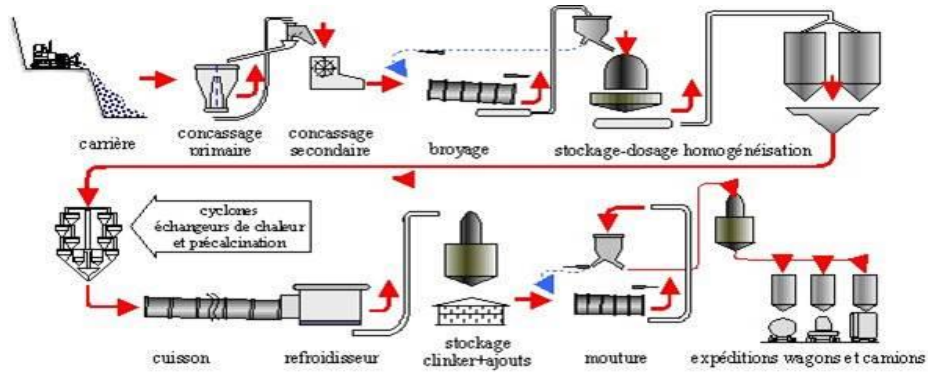 carrière
concassage
primaire
concassage
secondaire
broyage
stockage-dosage homogénéisation
cyclones
échangeurs de chaleur
et précalcination
cuisson
refroidisseur
stockage
clinker+ajouts
mouture
expéditions wagons et camions